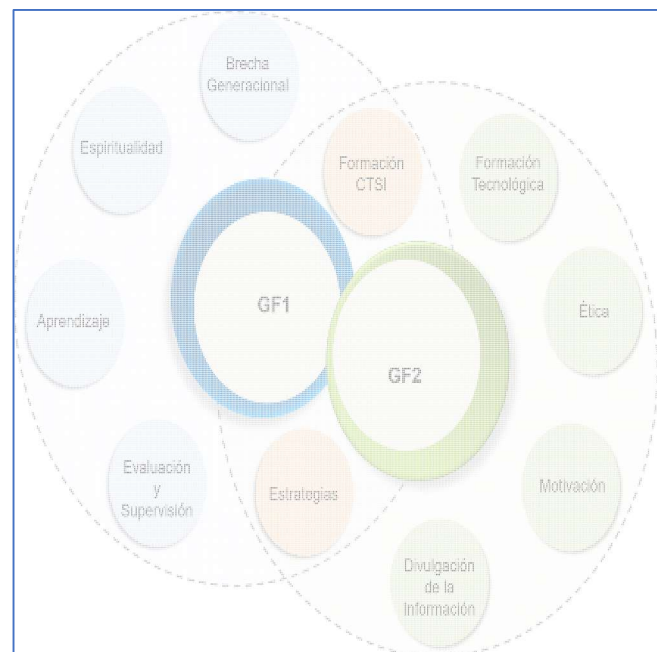 Brecha
Generacional
Espiritualidad
Formación
CTSI
Formación
Tecnológica
GF1
Aprendizaje
Ética
GF2
Evaluación
y
Supervisión
Estrategias
Motivación
Divulgación
de la
Información